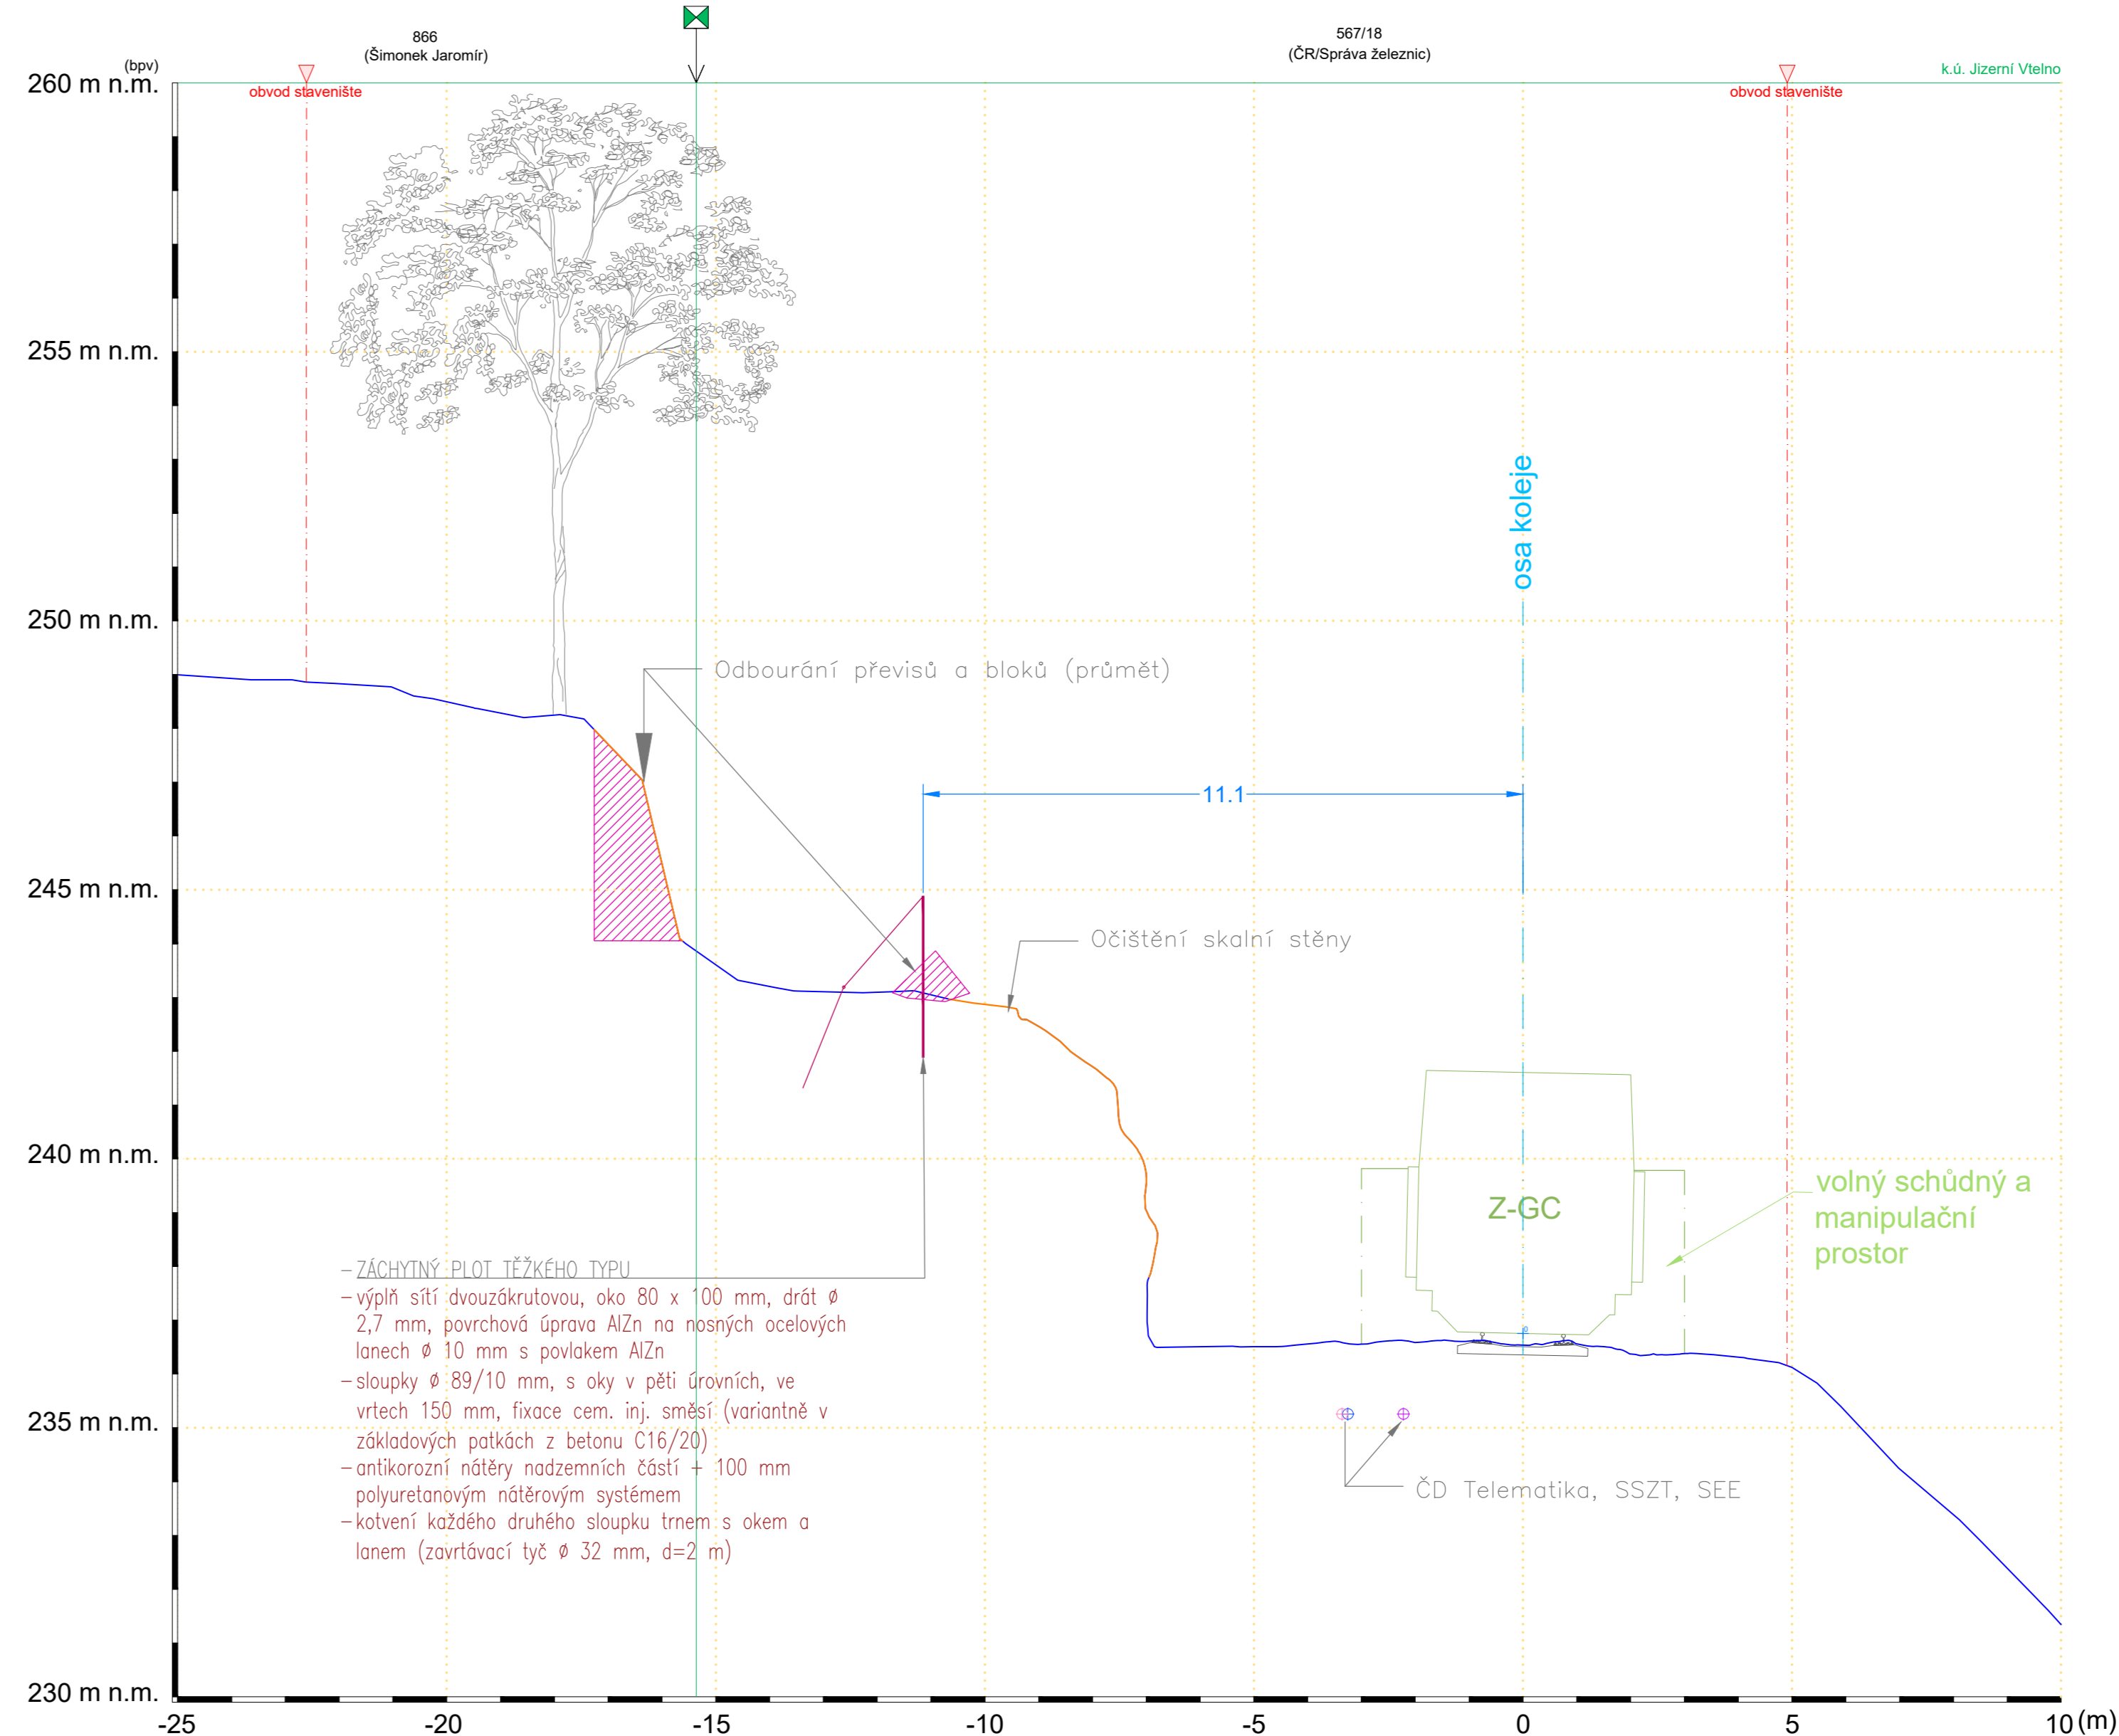 866
(Šimonek Jaromír)
567/18
(ČR/Správa železnic)
(bpv)
k.ú. Jizerní Vtelno
260 m n.m.
obvod stavenište
obvod stavenište
255 m n.m.
osa koleje
250 m n.m.
Odbourání převisů a bloků (průmět)
11.1
245 m n.m.
Očištění skalní stěny
240 m n.m.
Z-GC
volný schůdný a
manipulační
prostor
- ZÁCHYTNÝ PLOT TĚŽKÉHO TYPU
- výplň sítí dvouzákrutovou, oko 80 x 100 mm, drát ø
2,7 mm, povrchová úprava AlZn na nosných ocelových
lanech ø 10 mm s povlakem AlZn
- sloupky ø 89/10 mm, s oky v pěti úrovních, ve
vrtech 150 mm, fixace cem. inj. směsí (variantně v
základových patkách z betonu C16/20)
- antikorozní nátěry nadzemních částí + 100 mm
polyuretanovým nátěrovým systémem
- kotvení každého druhého sloupku trnem s okem a
lanem (zavrtávací tyč ø 32 mm, d=2 m)
235 m n.m.
ČD Telematika, SSZT, SEE
230 m n.m.
-25 -20 -15 -10 -5 0 5 10 (m)